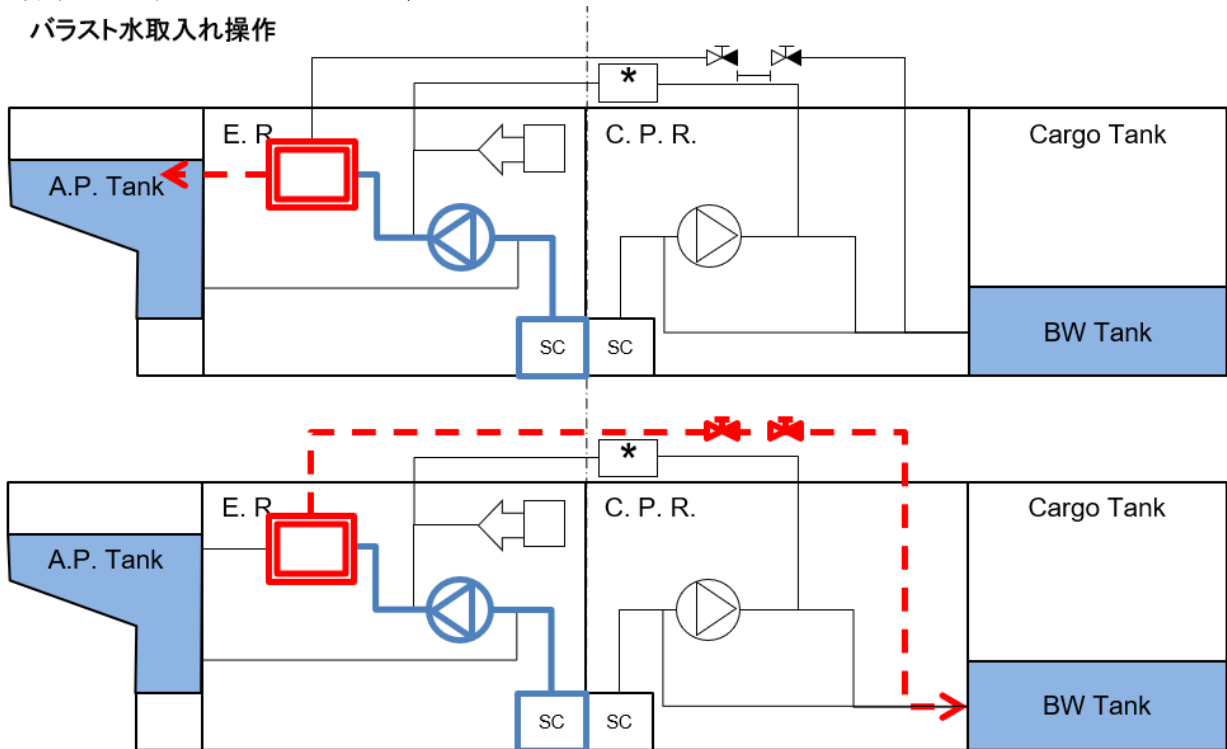 バラスト水取入れ操作
*
E. R.
C. P. R.
Cargo Tank
A.P. Tank
BW Tank
SC
SC
*
E. R.
C. P. R.
Cargo Tank
A.P. Tank
BW Tank
SC
SC